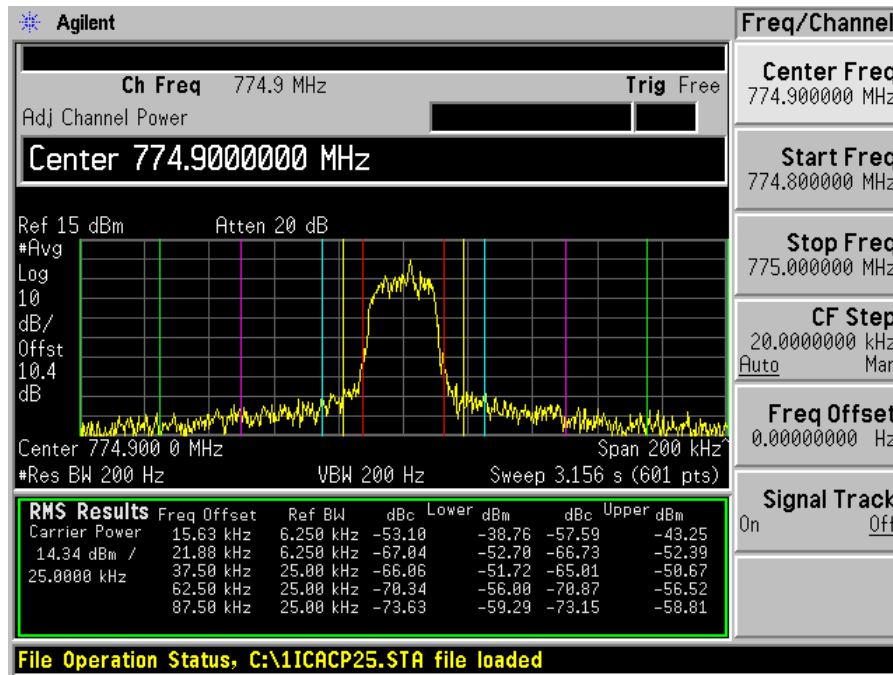 Agilent
Freq/Channel
Ch Freq 774.9 MHz Trig Free
Adj Channel Power
Center 774.9000000 MHz
Ref 15 dBm Atten 20 dB
#Avg
Log
10
dB/
Offst
10.4
dB
Center 774.900 0 MHz Span 200 kHz^
#Res BW 200 Hz VBW 200 Hz Sweep 3.156 s (601 pts)
RMS Results Freq Offset Ref BW dBc Lower dBm dBc Upper dBm
Carrier Power 15.63 kHz 6.250 kHz -53.10 -38.76 -57.59 -43.25
14.34 dBm / 21.88 kHz 6.250 kHz -67.04 -52.70 -66.73 -52.39
25.0000 kHz 37.50 kHz 25.00 kHz -66.06 -51.72 -65.01 -50.67
62.50 kHz 25.00 kHz -70.34 -56.00 -70.87 -56.52
87.50 kHz 25.00 kHz -73.63 -59.29 -73.15 -58.81
Center Freq
774.900000 MHz
Start Freq
774.800000 MHz
Stop Freq
775.000000 MHz
CF Step
20.0000000 kHz
Auto Man
Freq Offset
0.00000000 Hz
Signal Track
On Off
File Operation Status, C:\1ICACP25.STA file loaded